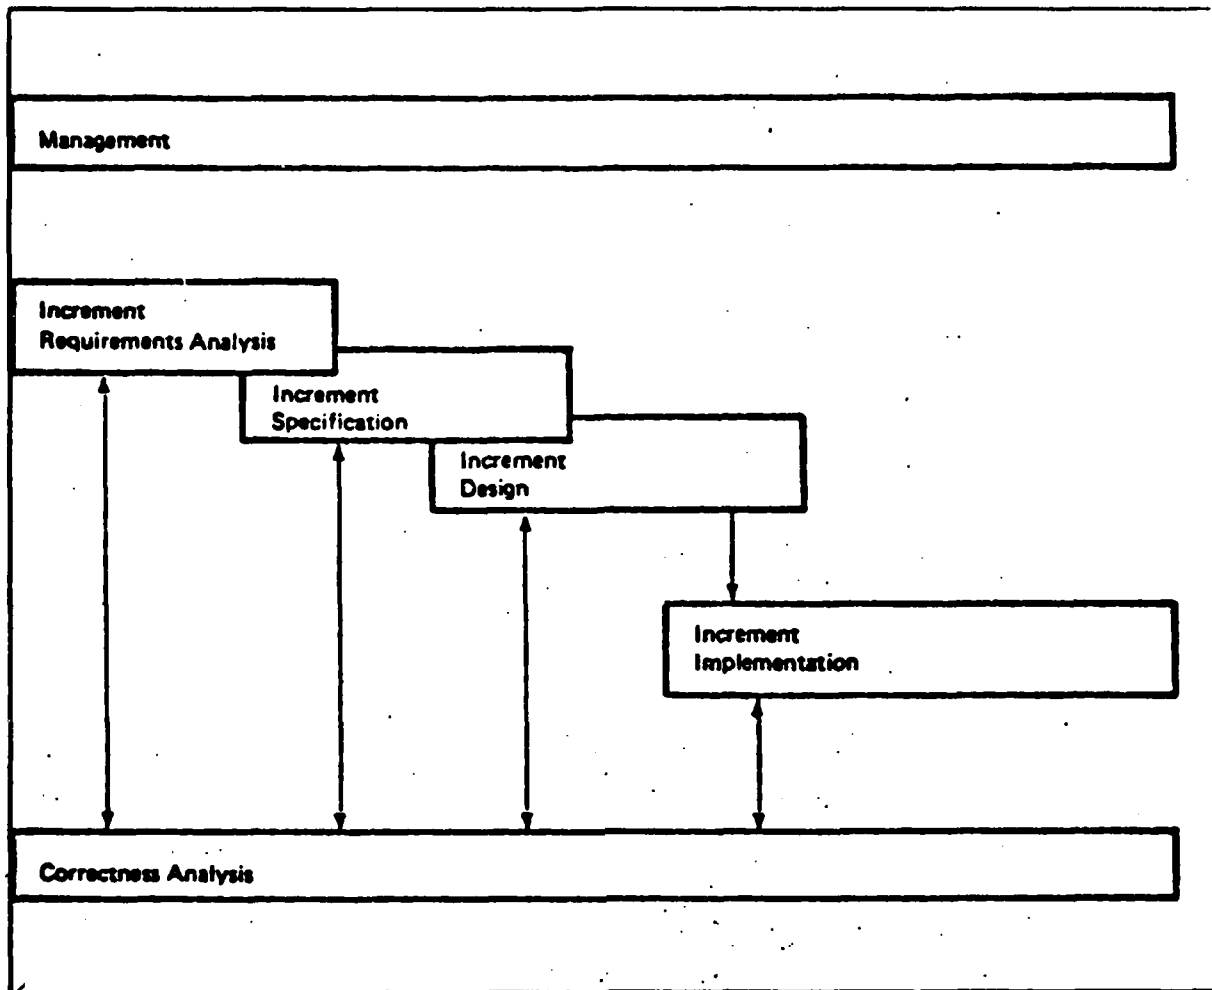 Management
Increment
Requirements Analysis
Increment
Specification
Increment
Design
Increment
Implementation
Correctness Analysis